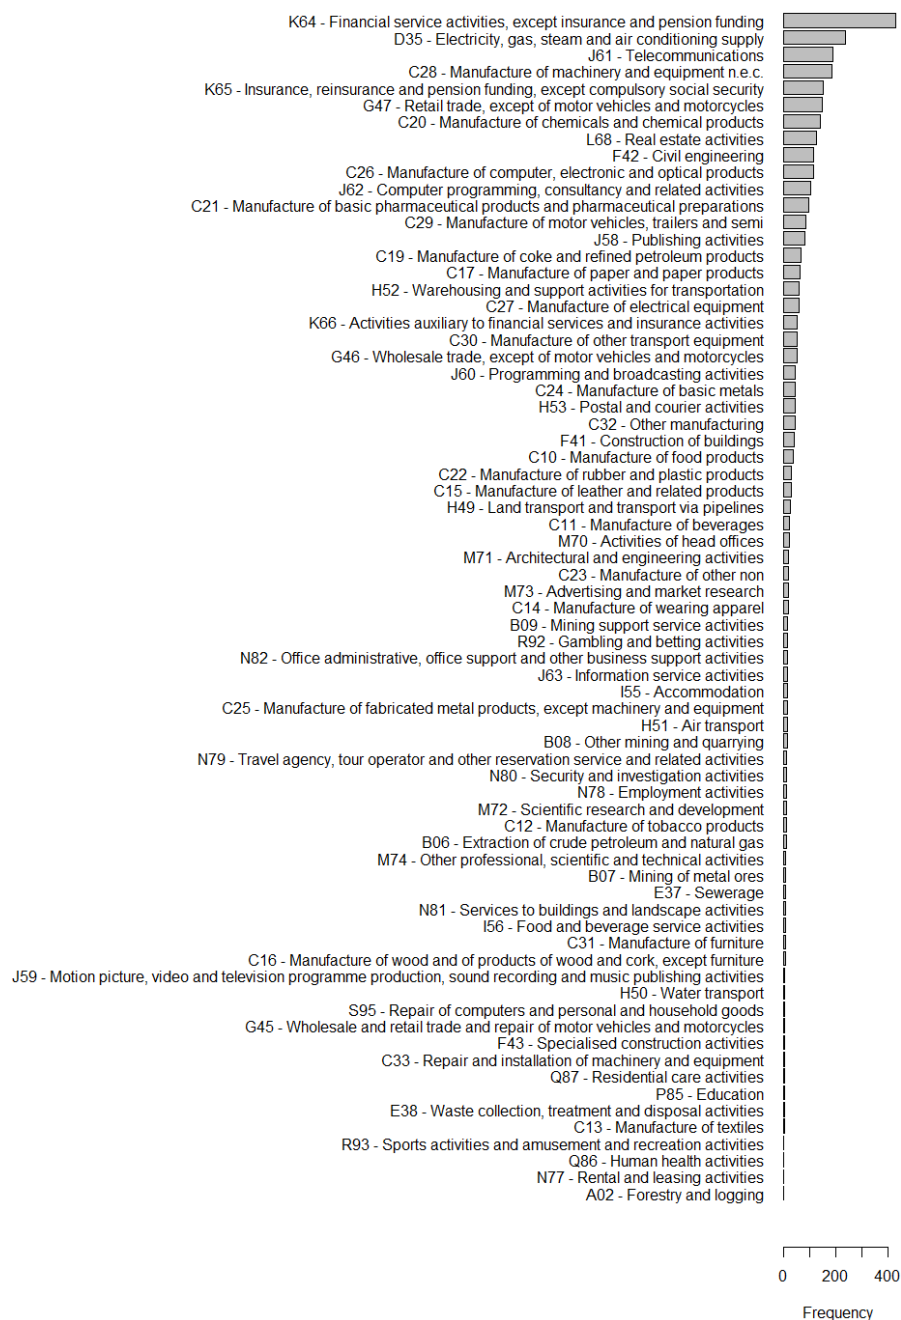 K64 - Financial service activities, except insurance and pension funding
D35 - Electricity, gas, steam and air conditioning supply
J61 - Telecommunications
C28 - Manufacture of machinery and equipment n.e.c.
K65 - Insurance, reinsurance and pension funding, except compulsory social security
G47 - Retail trade, except of motor vehicles and motorcycles
C20 - Manufacture of chemicals and chemical products
L68 - Real estate activities
F42 - Civil engineering
C26 - Manufacture of computer, electronic and optical products
J62 - Computer programming, consultancy and related activities
C21 - Manufacture of basic pharmaceutical products and pharmaceutical preparations
C29 - Manufacture of motor vehicles, trailers and semi
J58 - Publishing activities
C19 - Manufacture of coke and refined petroleum products
C17 - Manufacture of paper and paper products
H52 - Warehousing and support activities for transportation
C27 - Manufacture of electrical equipment
K66 - Activities auxiliary to financial services and insurance activities
C30 - Manufacture of other transport equipment
G46 - Wholesale trade, except of motor vehicles and motorcycles
J60 - Programming and broadcasting activities
C24 - Manufacture of basic metals
H53 - Postal and courier activities
C32 - Other manufacturing
F41 - Construction of buildings
C10 - Manufacture of food products
C22 - Manufacture of rubber and plastic products
C15 - Manufacture of leather and related products
H49 - Land transport and transport via pipelines
C11 - Manufacture of beverages
M70 - Activities of head offices
M71 - Architectural and engineering activities
C23 - Manufacture of other non
M73 - Advertising and market research
C14 - Manufacture of wearing apparel
B09 - Mining support service activities
R92 - Gambling and betting activities
N82 - Office administrative, office support and other business support activities
J63 - Information service activities
I55 - Accommodation
C25 - Manufacture of fabricated metal products, except machinery and equipment
H51 - Air transport
B08 - Other mining and quarrying
N79 - Travel agency, tour operator and other reservation service and related activities
N80 - Security and investigation activities
N78 - Employment activities
M72 - Scientific research and development
C12 - Manufacture of tobacco products
B06 - Extraction of crude petroleum and natural gas
M74 - Other professional, scientific and technical activities
B07 - Mining of metal ores
E37 - Sewerage
N81 - Services to buildings and landscape activities
I56 - Food and beverage service activities
C31 - Manufacture of furniture
C16 - Manufacture of wood and of products of wood and cork, except furniture
J59 - Motion picture, video and television programme production, sound recording and music publishing activities
H50 - Water transport
S95 - Repair of computers and personal and household goods
G45 - Wholesale and retail trade and repair of motor vehicles and motorcycles
F43 - Specialised construction activities
C33 - Repair and installation of machinery and equipment
Q87 - Residential care activities
P85 - Education
E38 - Waste collection, treatment and disposal activities
C13 - Manufacture of textiles
R93 - Sports activities and amusement and recreation activities
Q86 - Human health activities
N77 - Rental and leasing activities
A02 - Forestry and logging
0 200 400
Frequency